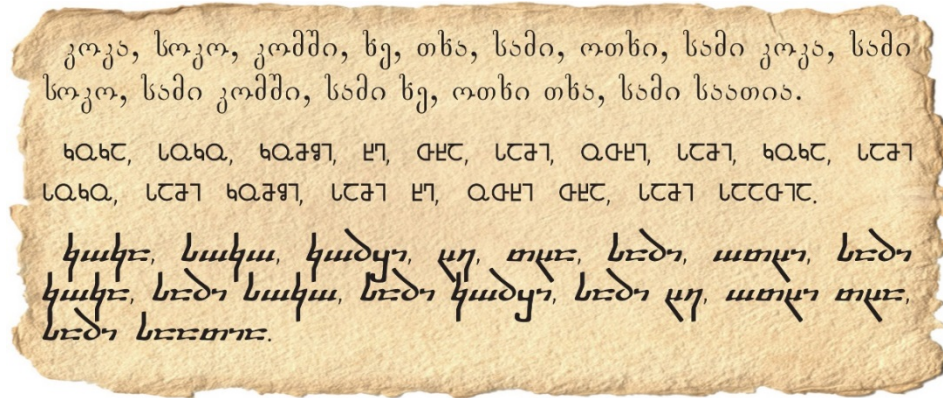 კოკა, სოკო, კომში, ხე, თხა, სამი, ოთხი, სამი კოკა, სამი
სოკო, სამი კომში, სამი ხე, ოთხი თხა, სამი საათია.
ႩႭႩႠ, ႱႭႩႭ, ႩႭႫႸႨ, ႾႤ, ႧႾႠ, ႱႠႫႨ, ႭႧႾႨ, ႱႠႫႨ, ႩႭႩႠ, ႱႠႫႨ
ႱႭႩႭ, ႱႠႫႨ ႩႭႫႸႨ, ႱႠႫႨ ႾႤ, ႭႧႾႨ ႧႾႠ, ႱႠႫႨ ႱႠႠႧႨႠ.
ⴉⴍⴉⴀ, ⴑⴍⴉⴍ, ⴉⴍⴋⴘⴈ, ⴞⴄ, ⴇⴞⴀ, ⴑⴀⴋⴈ, ⴍⴇⴞⴈ, ⴑⴀⴋⴈ
ⴉⴍⴉⴀ, ⴑⴀⴋⴈ ⴑⴍⴉⴍ, ⴑⴀⴋⴈ ⴉⴍⴋⴘⴈ, ⴑⴀⴋⴈ ⴞⴄ, ⴍⴇⴞⴈ ⴇⴞⴀ,
ⴑⴀⴋⴈ ⴑⴀⴀⴇⴈⴀ.